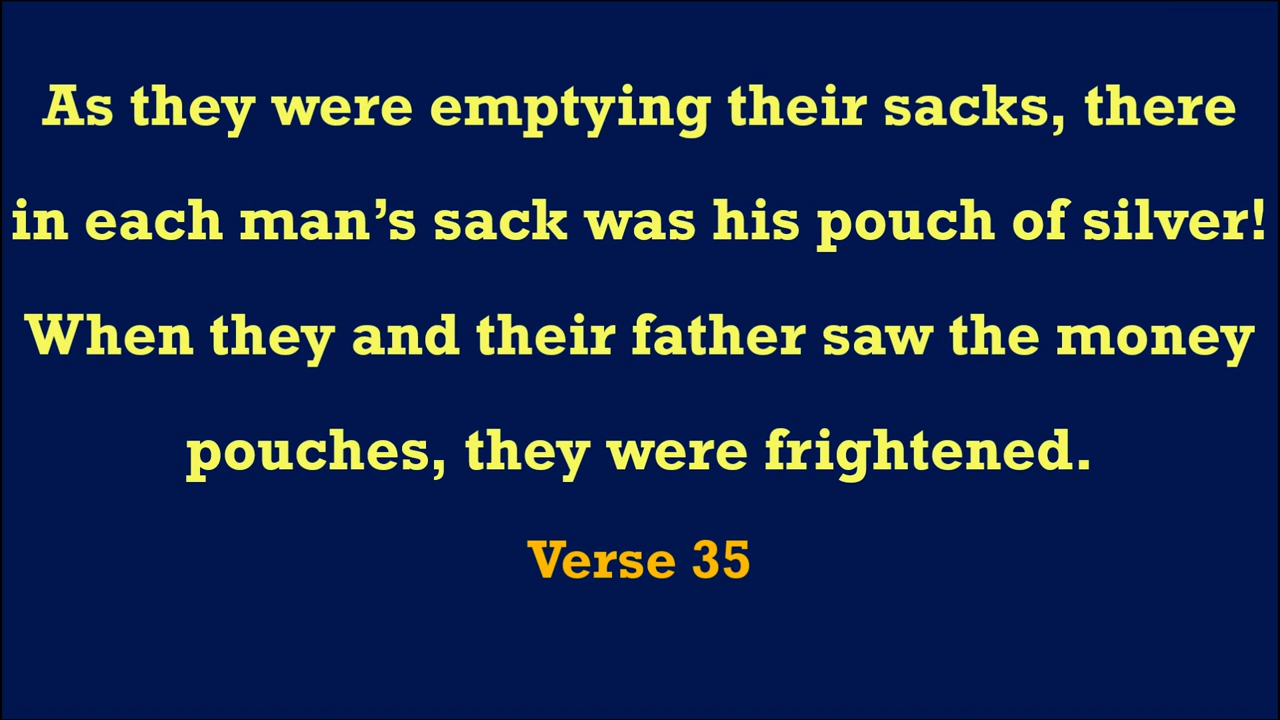 As they were emptying their sacks, there
in each man’s sack was his pouch of silver!
When they and their father saw the money
pouches, they were frightened.
Verse 35